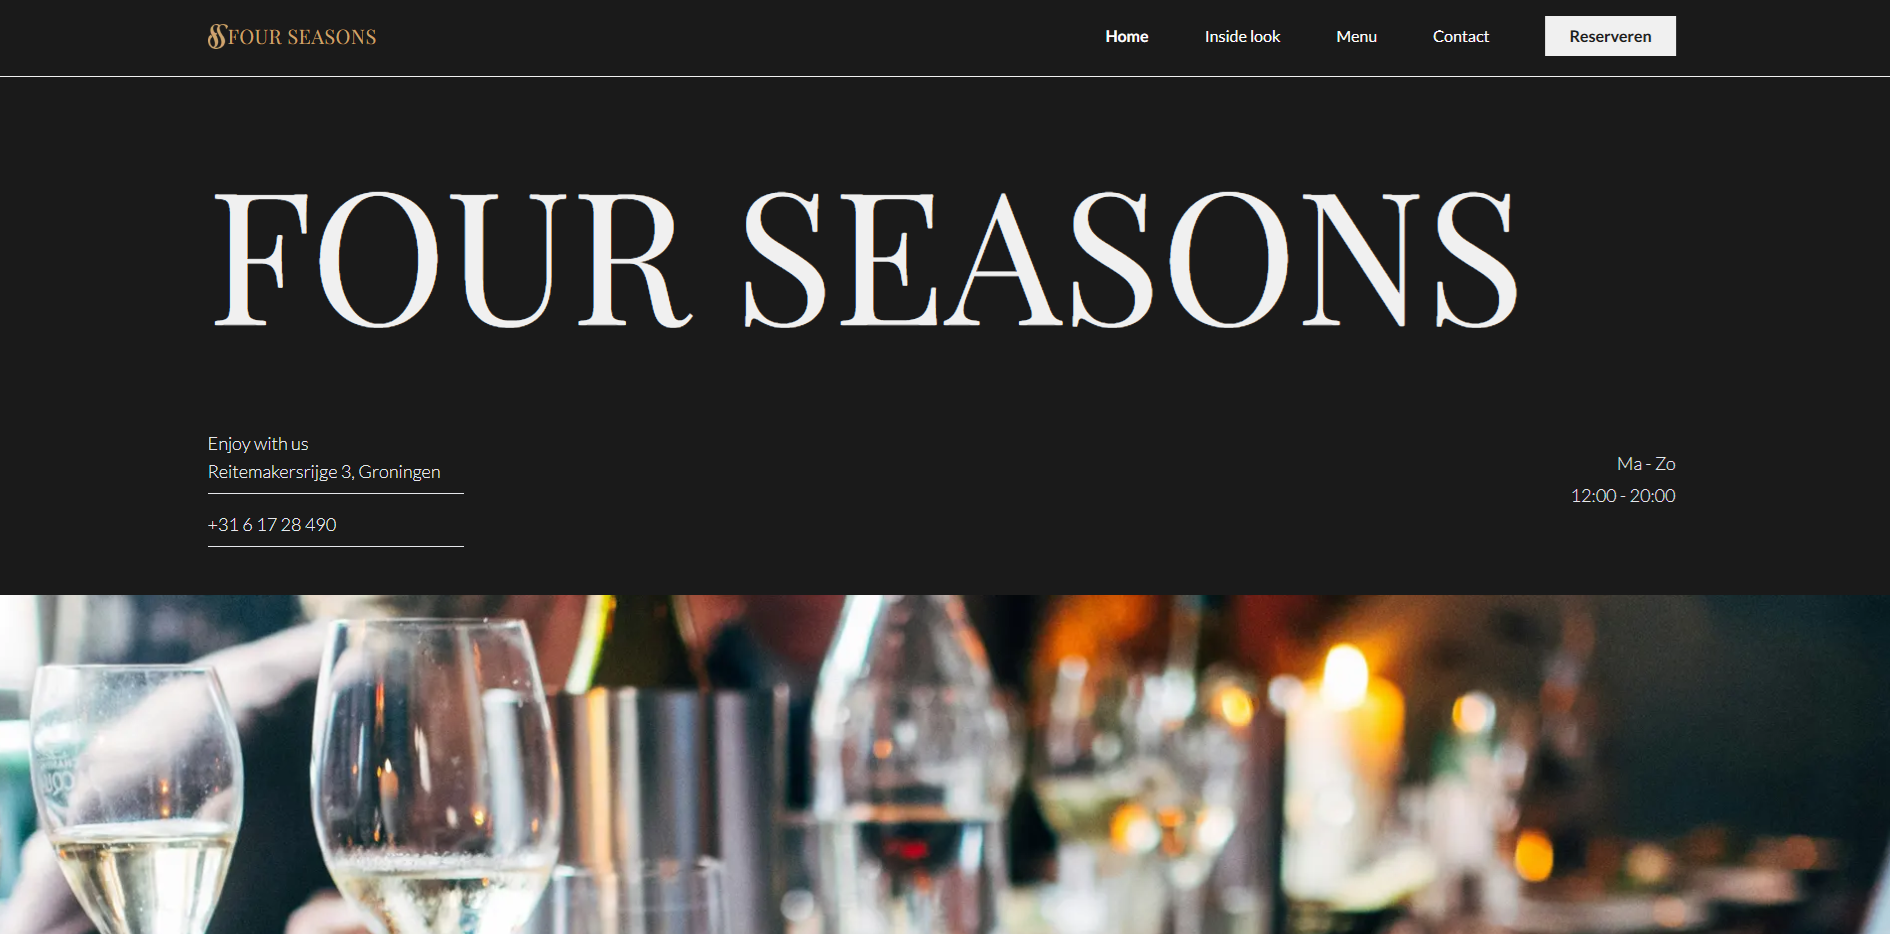 FOUR SEASONS
Home Inside look Menu Contact Reserveren
FOUR SEASONS
Enjoy with us
Reitemakersrijge 3, Groningen
+31 6 17 28 490
Ma - Zo
12:00 - 20:00